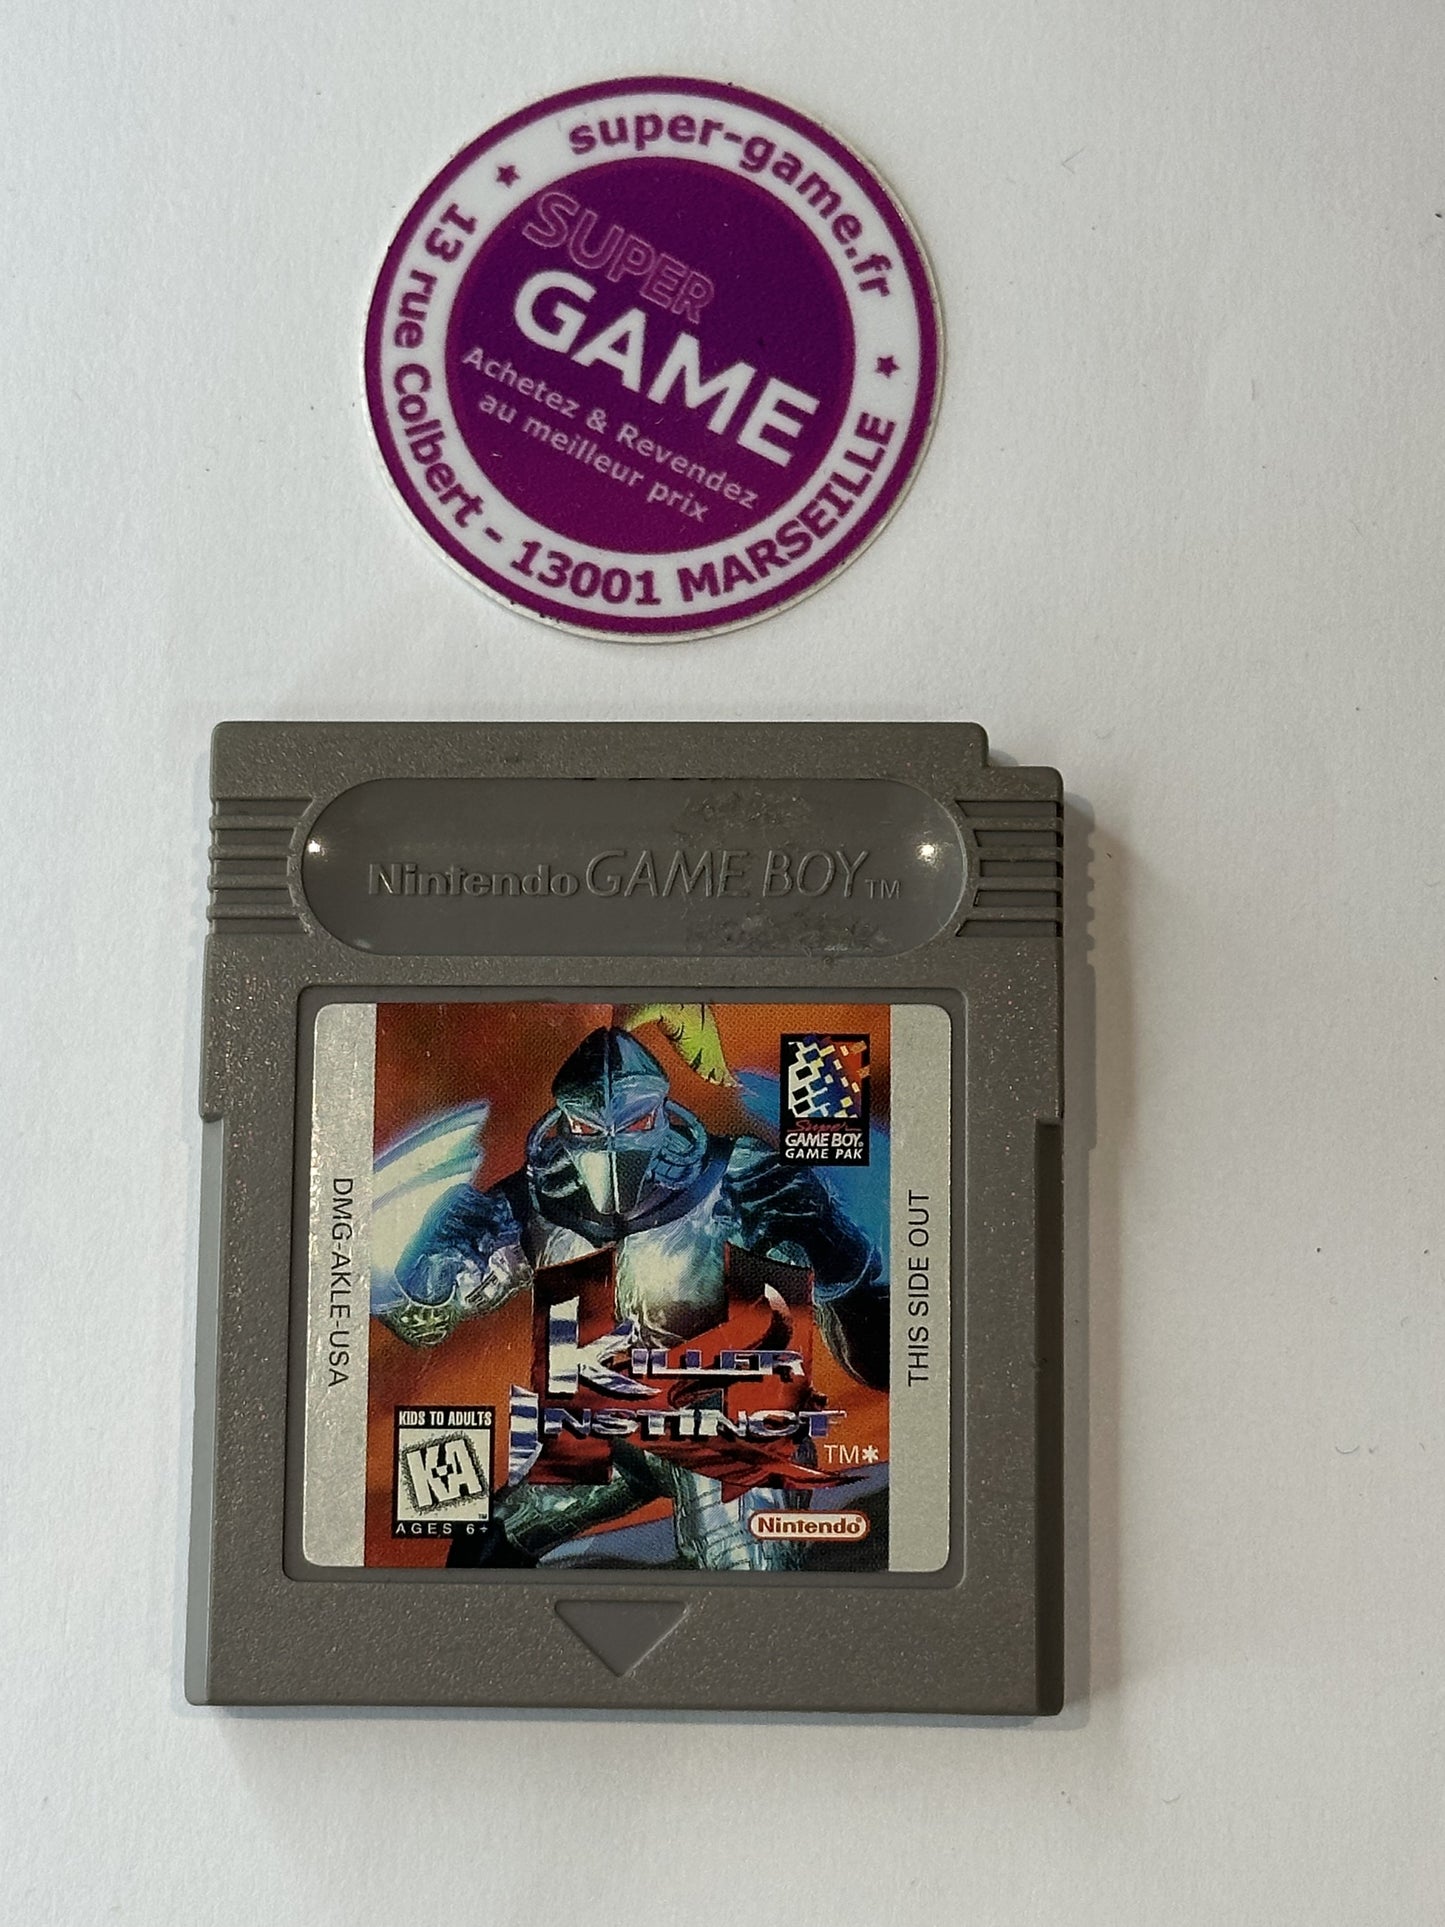 super-game.fr
SUPER
GAME
Achetez & Revendez
au meilleur prix
13 rue Colbert - 13001 MARSEILLE
Nintendo GAME BOY TM
Super
GAME BOY®
GAME PAK
DMG-AKLE-USA
THIS SIDE OUT
KILLER
INSTINCT
TM*
KIDS TO ADULTS
K-A
TM
AGES 6+
Nintendo®